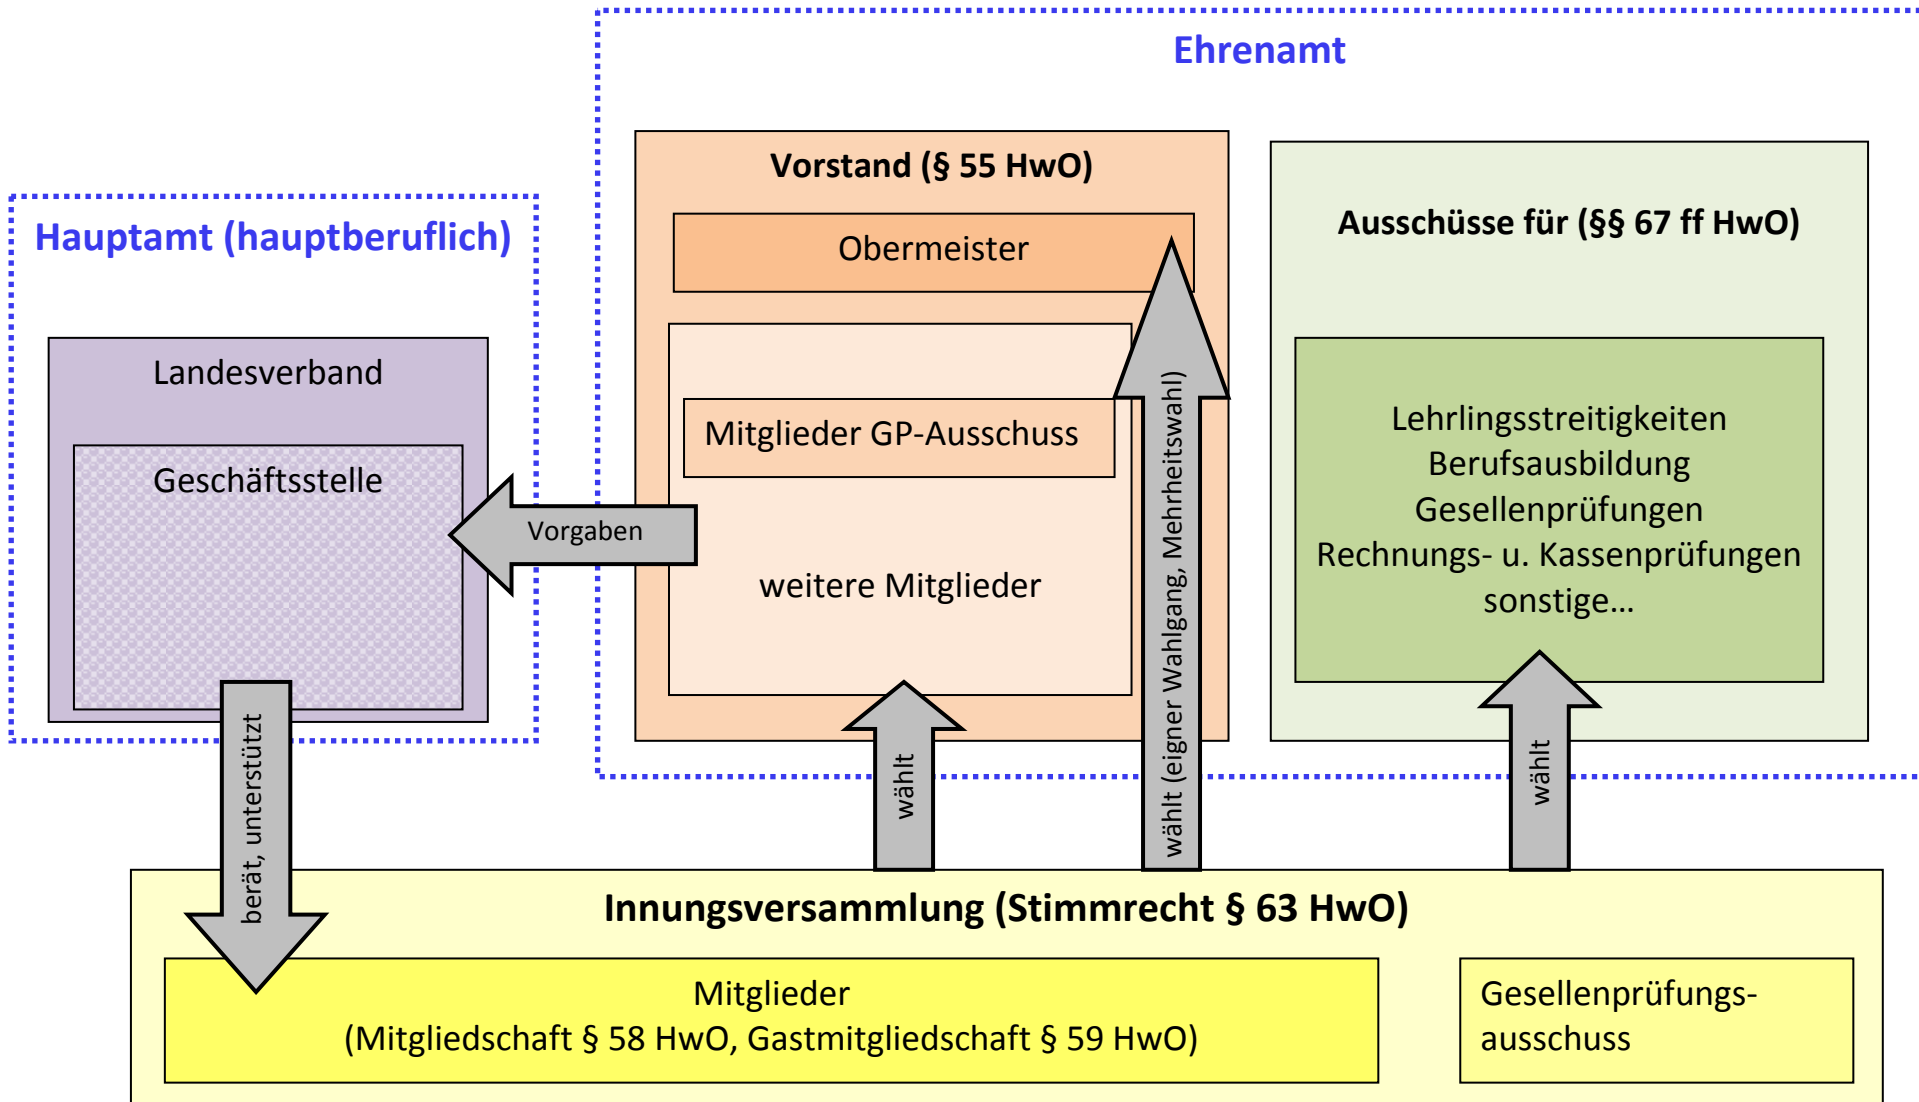 Ehrenamt
Hauptamt (hauptberuflich)
Landesverband
Geschäftsstelle
Vorstand (§ 55 HwO)
Obermeister
Mitglieder GP-Ausschuss
weitere Mitglieder
Vorgaben
Ausschüsse für (§§ 67 ff HwO)
Lehrlingsstreitigkeiten
Berufsausbildung
Gesellenprüfungen
Rechnungs- u. Kassenprüfungen
sonstige…
berät, unterstützt
wählt
wählt (eigner Wahlgang, Mehrheitswahl)
wählt
Innungsversammlung (Stimmrecht § 63 HwO)
Mitglieder
(Mitgliedschaft § 58 HwO, Gastmitgliedschaft § 59 HwO)
Gesellenprüfungs-
ausschuss